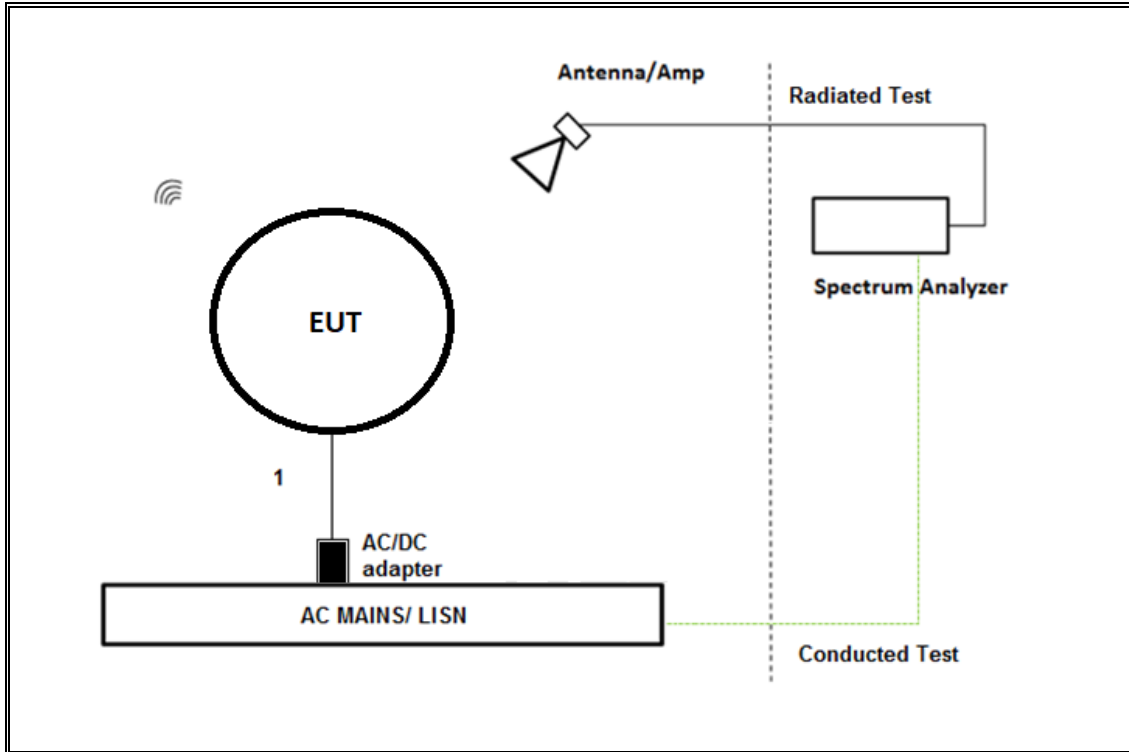 Antenna/Amp
Radiated Test
Spectrum Analyzer
EUT
1
AC/DC
adapter
AC MAINS/ LISN
Conducted Test